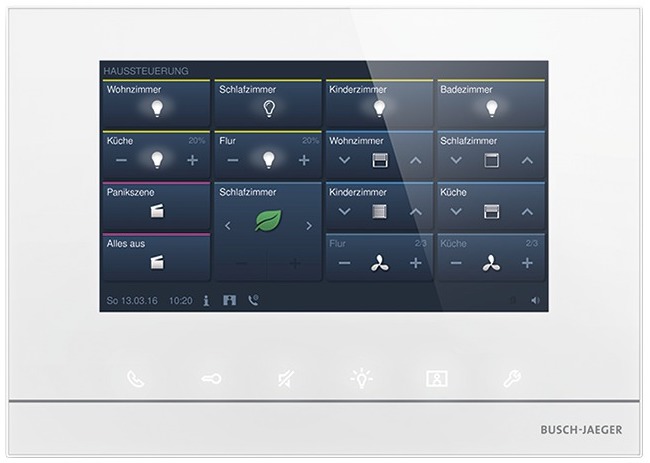 HAUSSTEUERUNG
Wohnzimmer
Schlafzimmer
Kinderzimmer
Badezimmer
Küche 20%
Flur 20%
Wohnzimmer
Schlafzimmer
Panikszene
Schlafzimmer
Kinderzimmer
Küche
Alles aus
Flur 2/3
Küche 2/3
So 13.03.16 10:20
BUSCH-JAEGER